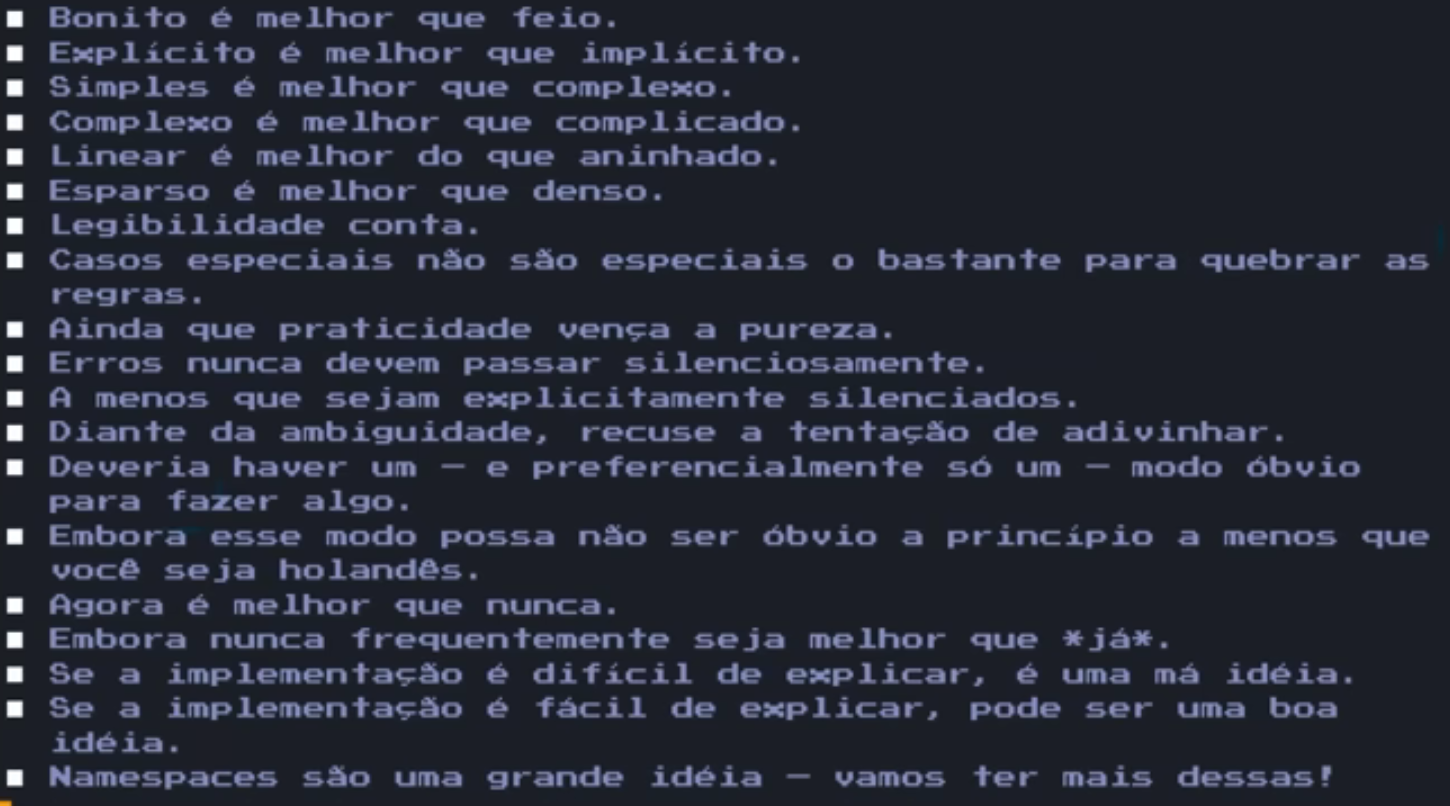 Bonito é melhor que feio.
Explícito é melhor que implícito.
Simples é melhor que complexo.
Complexo é melhor que complicado.
Linear é melhor do que aninhado.
Esparso é melhor que denso.
Legibilidade conta.
Casos especiais não são especiais o bastante para quebrar as
regras.
Ainda que praticidade vença a pureza.
Erros nunca devem passar silenciosamente.
A menos que sejam explicitamente silenciados.
Diante da ambiguidade, recuse a tentação de adivinhar.
Deveria haver um — e preferencialmente só um — modo óbvio
para fazer algo.
Embora esse modo possa não ser óbvio a princípio a menos que
você seja holandês.
Agora é melhor que nunca.
Embora nunca frequentemente seja melhor que *já*.
Se a implementação é difícil de explicar, é uma má idéia.
Se a implementação é fácil de explicar, pode ser uma boa
idéia.
Namespaces são uma grande idéia — vamos ter mais dessas!